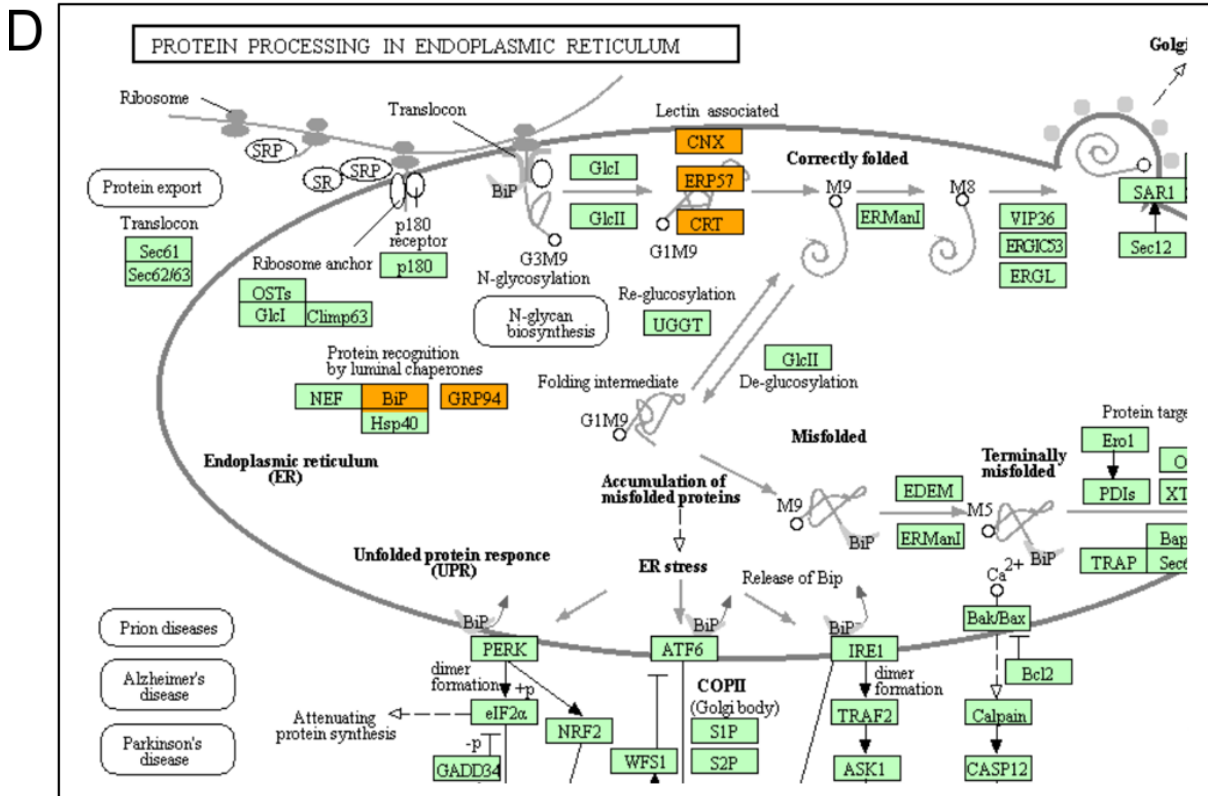 D
PROTEIN PROCESSING IN ENDOPLASMIC RETICULUM
Golgi
Ribosome
Translocon
Lectin associated
CNX
SRP
SRP
SR
BiP
GlcI
ERP57
Correctly folded
M9
M8
Protein export
GlcII
CRT
G1M9
ERManI
VIP36
SAR1
Translocon
p180
receptor
G3M9
ERGIC53
Sec12
Sec61
Ribosome anchor
p180
N-glycosylation
ERGL
Sec62/63
OSTs
GlcI
Climp63
N-glycan
biosynthesis
Re-glucosylation
UGGT
GlcII
De-glucosylation
Protein recognition
by luminal chaperones
NEF
BiP
GRP94
Hsp40
Folding intermediate
G1M9
Misfolded
Protein targe
Ero1
Endoplasmic reticulum
(ER)
Accumulation of
misfolded proteins
Terminally
misfolded
PDIs
XT
M9
EDEM
M5
BiP
ERManI
BiP
TRAP
Bap
Sec6
Unfolded protein responce
(UPR)
ER stress
Release of Bip
Ca2+
BiP
BiP
BiP
Bak/Bax
Prion diseases
PERK
ATF6
IRE1
Bcl2
dimer
formation
+p
COPII
(Golgi body)
dimer
formation
Alzheimer's
disease
Attenuating
protein synthesis
eIF2α
NRF2
S1P
TRAF2
Calpain
Parkinson's
disease
-p
GADD34
WFS1
S2P
ASK1
CASP12